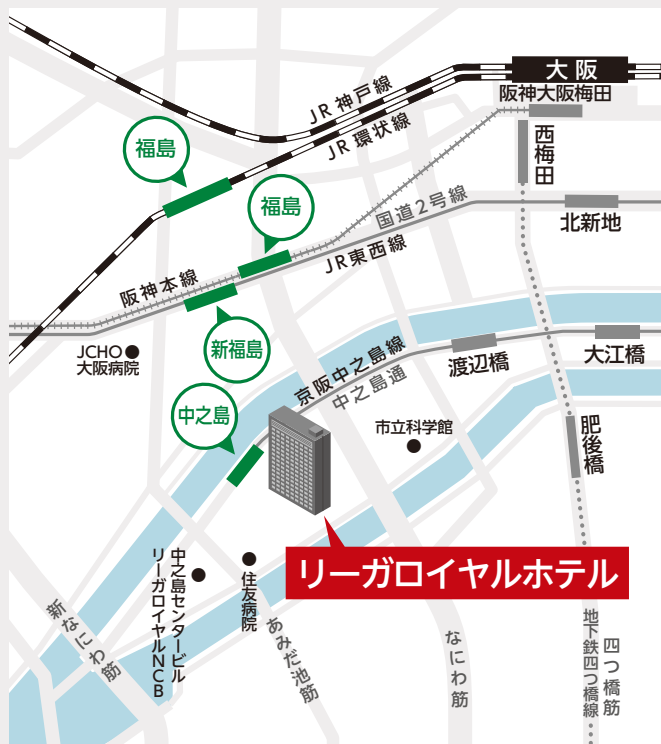 大阪
阪神大阪梅田
JR神戸線
JR環状線
西梅田
福島
福島
国道2号線
北新地
JR東西線
阪神本線
新福島
JCHO
大阪病院
京阪中之島線
中之島通
渡辺橋
大江橋
中之島
市立科学館
肥後橋
リーガロイヤルホテル
中之島センタービル
リーガロイヤルNCB
住友病院
新なにわ筋
あみだ池筋
なにわ筋
地下鉄四つ橋線
四つ橋筋